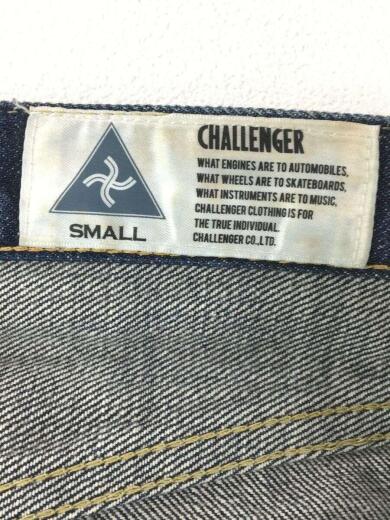 CHALLENGER
WHAT ENGINES ARE TO AUTOMOBILES,
WHAT WHEELS ARE TO SKATEBOARDS,
WHAT INSTRUMENTS ARE TO MUSIC,
CHALLENGER CLOTHING IS FOR
THE TRUE INDIVIDUAL.
CHALLENGER CO.,LTD.
SMALL